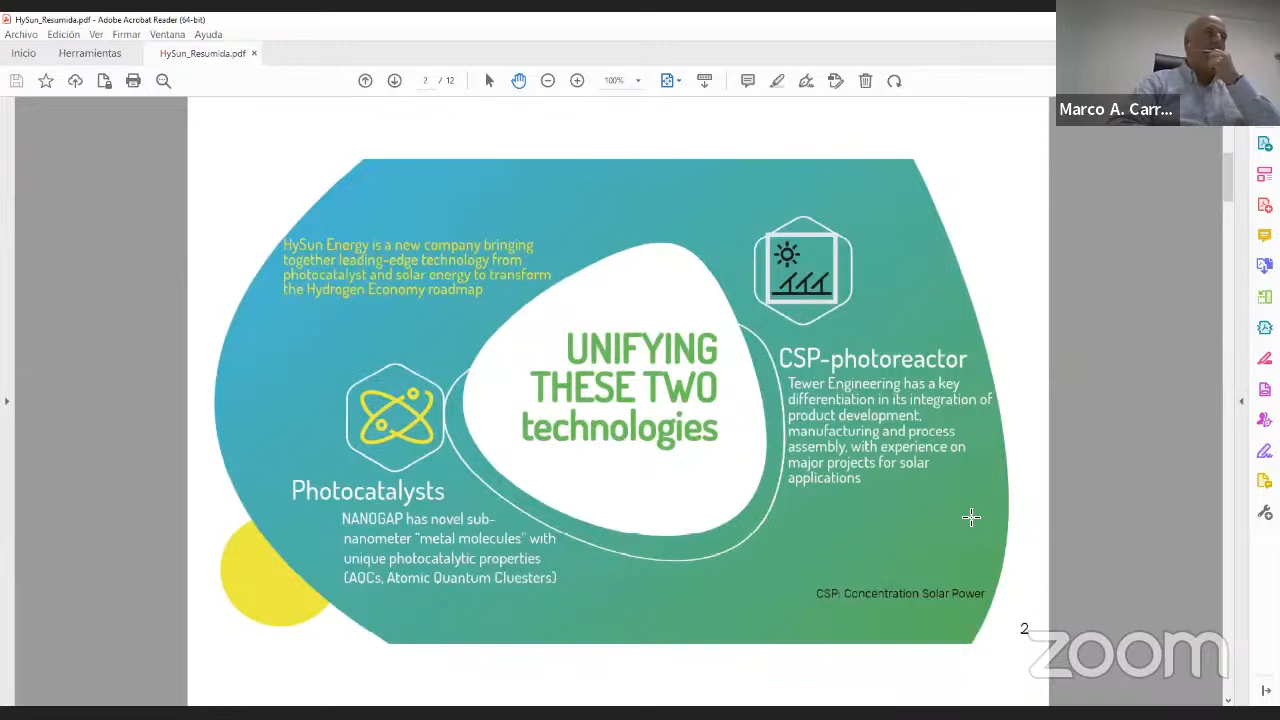 HySun_Resumida.pdf - Adobe Acrobat Reader (64-bit)
Archivo Edición Ver Firmar Ventana Ayuda
Inicio Herramientas HySun_Resumida.pdf ×
2 / 12 100%
Marco A. Carr...
HySun Energy is a new company bringing
together leading-edge technology from
photocatalyst and solar energy to transform
the Hydrogen Economy roadmap
UNIFYING
THESE TWO
technologies
CSP-photoreactor
Tewer Engineering has a key
differentiation in its integration of
product development,
manufacturing and process
assembly, with experience on
major projects for solar
applications
Photocatalysts
NANOGAP has novel sub-
nanometer “metal molecules” with
unique photocatalytic properties
(AQCs, Atomic Quantum Cluesters)
CSP: Concentration Solar Power
2
zoom